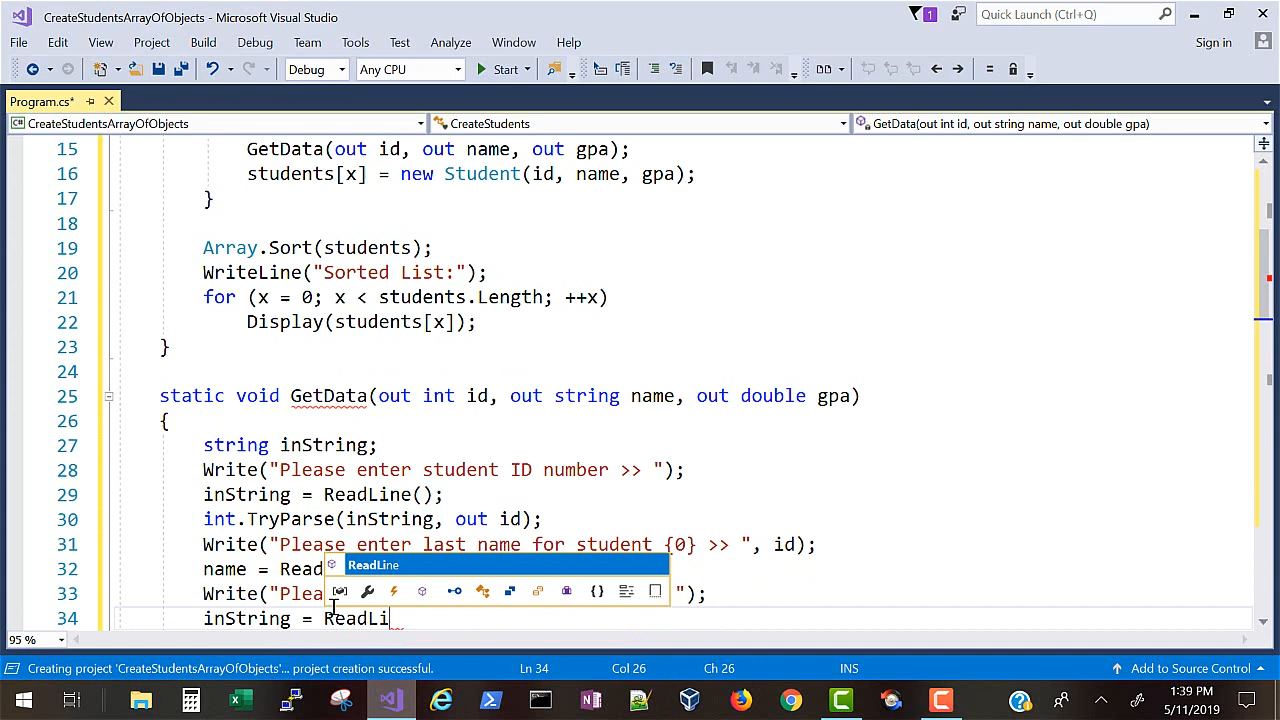 CreateStudentsArrayOfObjects - Microsoft Visual Studio
1
Quick Launch (Ctrl+Q)
File Edit View Project Build Debug Team Tools Test Analyze Window Help
Sign in
Debug Any CPU Start
Program.cs*
CreateStudentsArrayOfObjects CreateStudents GetData(out int id, out string name, out double gpa)
15 GetData(out id, out name, out gpa);
16 students[x] = new Student(id, name, gpa);
17 }
18
19 Array.Sort(students);
20 WriteLine("Sorted List:");
21 for (x = 0; x < students.Length; ++x)
22 Display(students[x]);
23 }
24
25 static void GetData(out int id, out string name, out double gpa)
26 {
27 string inString;
28 Write("Please enter student ID number >> ");
29 inString = ReadLine();
30 int.TryParse(inString, out id);
31 Write("Please enter last name for student {0} >> ", id);
ReadLine
32 name = Read
33 Write("Plea ");
34 inString = ReadLi
95 %
Creating project 'CreateStudentsArrayOfObjects'... project creation successful. Ln 34 Col 26 Ch 26 INS Add to Source Control
1:39 PM
5/11/2019